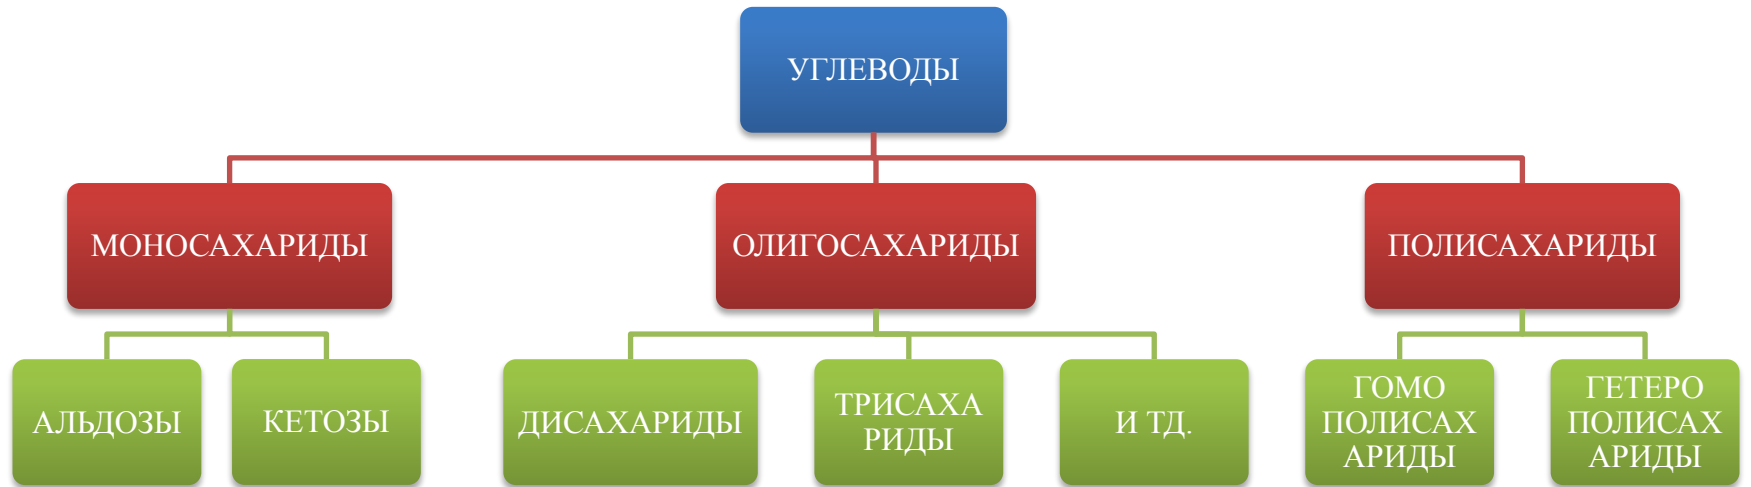 УГЛЕВОДЫ
МОНОСАХАРИДЫ
ОЛИГОСАХАРИДЫ
ПОЛИСАХАРИДЫ
АЛЬДОЗЫ
КЕТОЗЫ
ДИСАХАРИДЫ
ТРИСАХА
РИДЫ
И ТД.
ГОМО
ПОЛИСАХ
АРИДЫ
ГЕТЕРО
ПОЛИСАХ
АРИДЫ